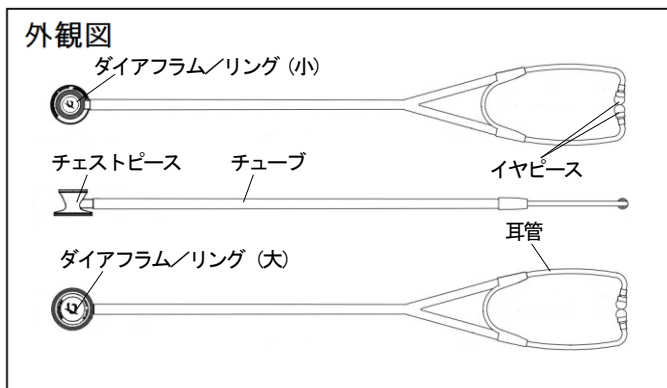 外観図
ダイアフラム／リング（小）
チェストピース
チューブ
イヤピース
耳管
ダイアフラム／リング（大）